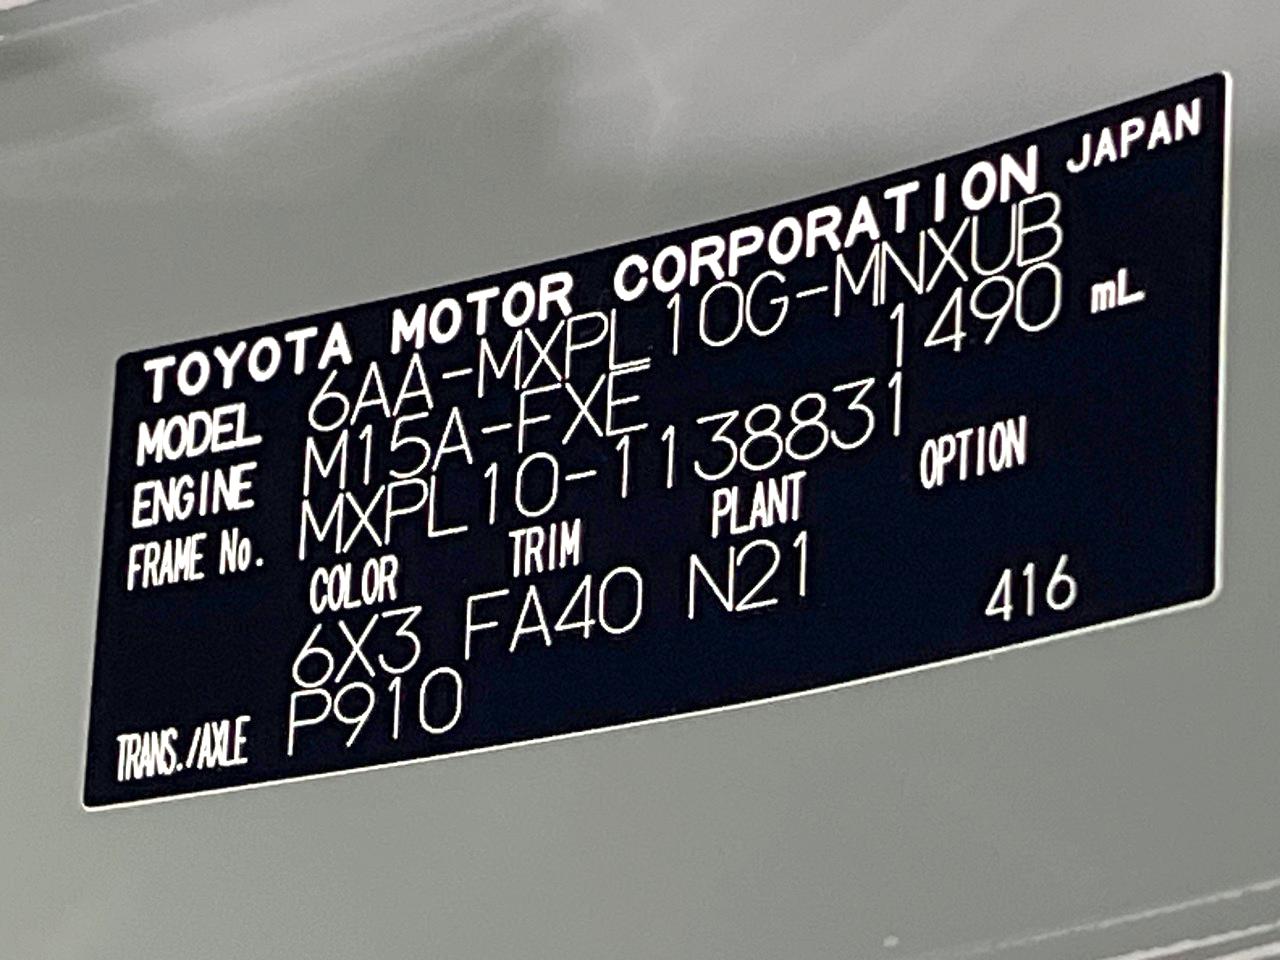 TOYOTA MOTOR CORPORATION JAPAN
MODEL 6AA-MXPL10G-MNXUB
ENGINE M15A-FXE 1490 mL
FRAME No. MXPL10-1138831
COLOR TRIM PLANT OPTION
6X3 FA40 N21 416
TRANS./AXLE P910